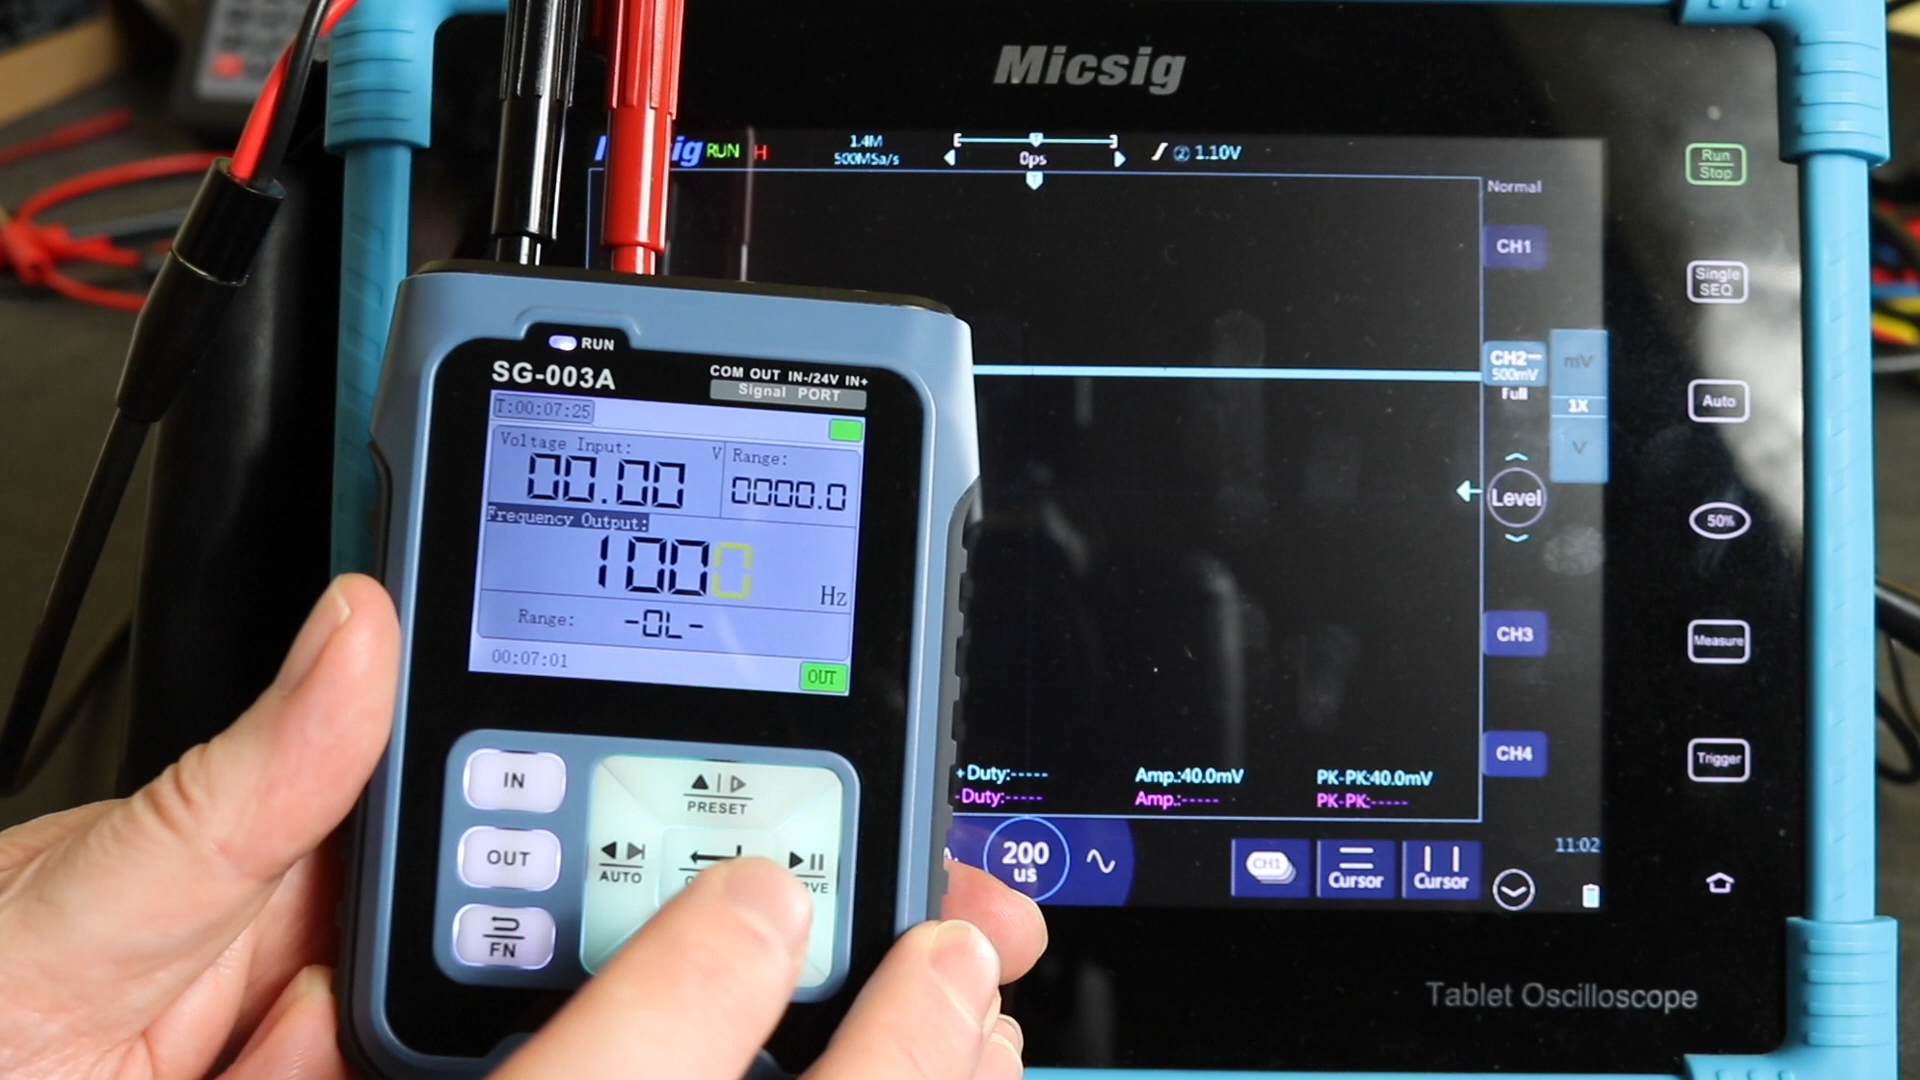 Micsig
RUN H
1.4M
500MSa/s
0ps
② 1.10V
Run
Stop
Normal
CH1
Single
SEQ
RUN
SG-003A
COM OUT IN-/24V IN+
Signal PORT
CH2
500mV
Full
mV
1X
V
Auto
T:00:07:25
Voltage Input:
V
Range:
00.00
0000.0
Level
50%
Frequency Output:
1000
Hz
Range:
-OL-
00:07:01
OUT
CH3
Measure
CH4
Trigger
+Duty:-----
Amp.:40.0mV
PK-PK:40.0mV
-Duty:-----
Amp.:-----
PK-PK:-----
IN
PRESET
OUT
AUTO
FN
200
us
CH1
Cursor
Cursor
11:02
Tablet Oscilloscope